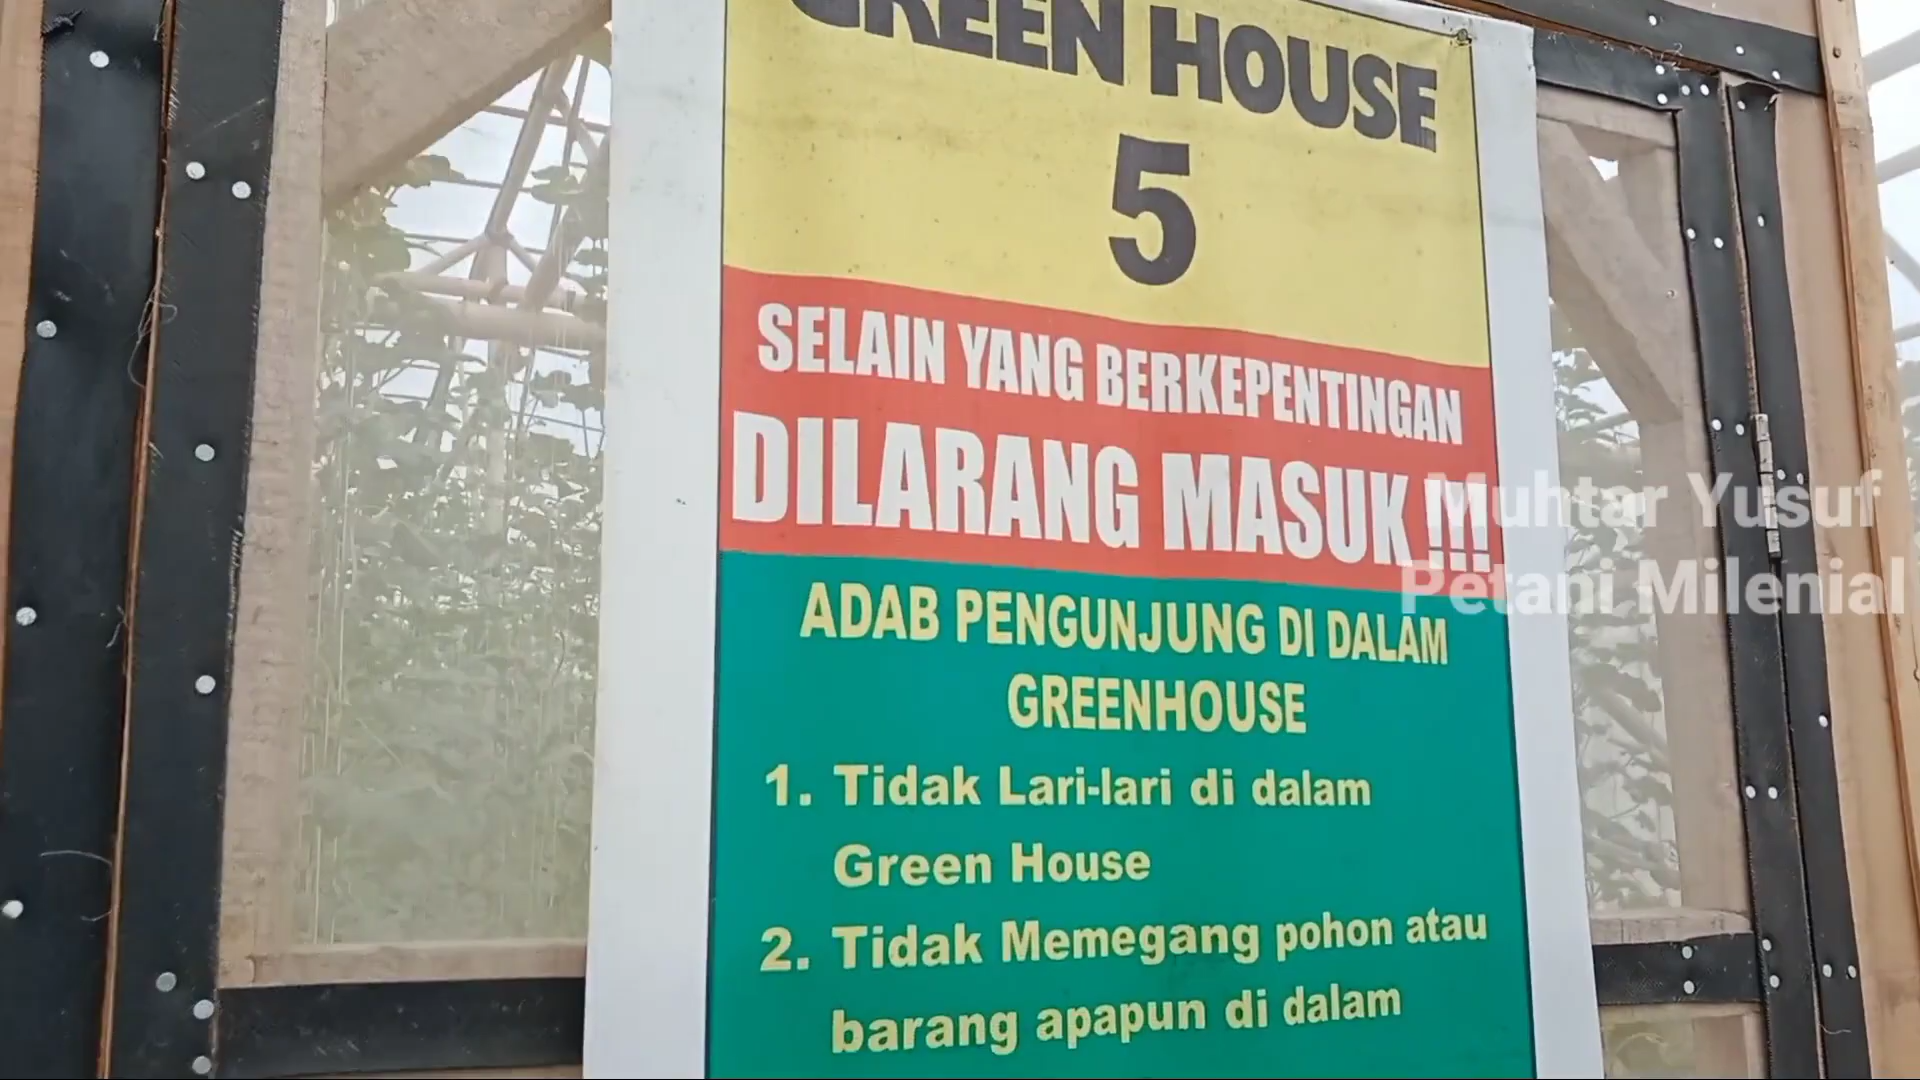 GREEN HOUSE
5
SELAIN YANG BERKEPENTINGAN
DILARANG MASUK !!!
Muhtar Yusuf
Petani Milenial
ADAB PENGUNJUNG DI DALAM
GREENHOUSE
1. Tidak Lari-lari di dalam
Green House
2. Tidak Memegang pohon atau
barang apapun di dalam